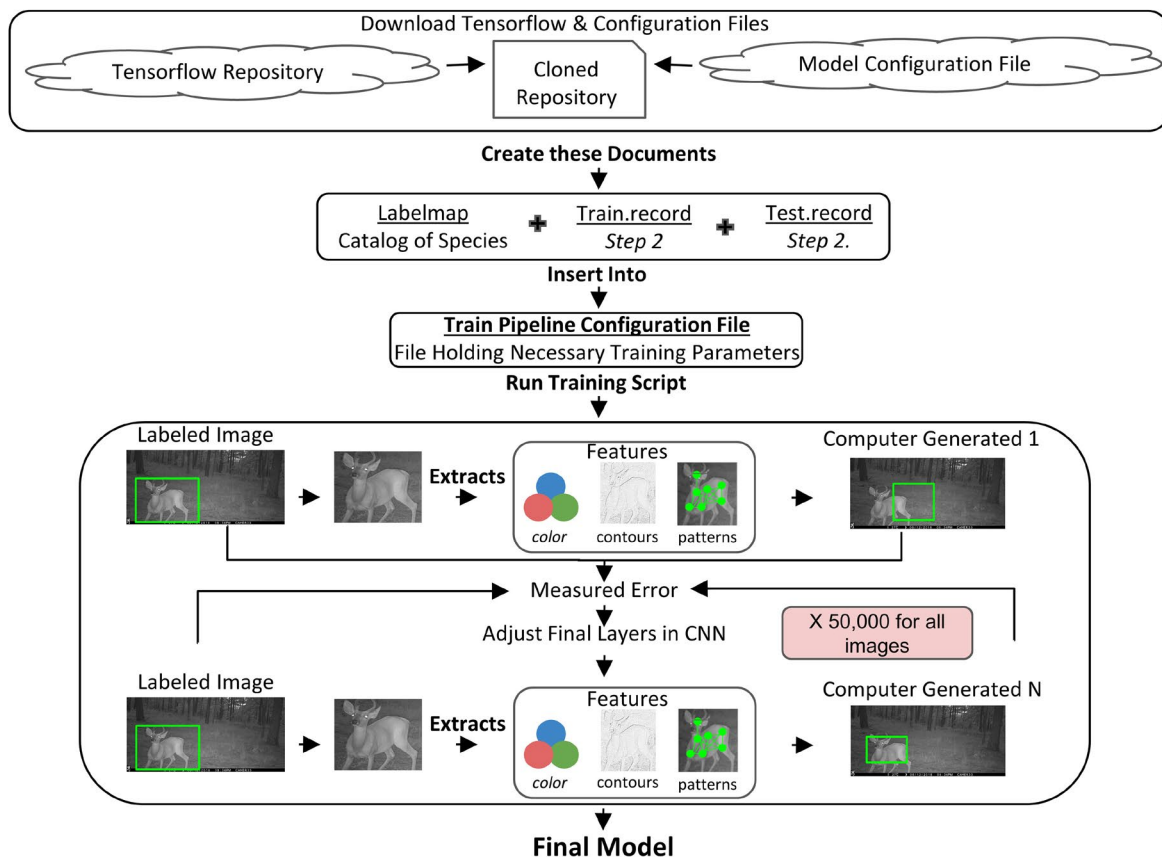 Download Tensorflow & Configuration Files
Tensorflow Repository
Cloned
Repository
Model Configuration File
Create these Documents
Labelmap
Catalog of Species
Train.record
Step 2
Test.record
Step 2.
Insert Into
Train Pipeline Configuration File
File Holding Necessary Training Parameters
Run Training Script
Labeled Image
Extracts
Features
color
contours
patterns
Computer Generated 1
Measured Error
Adjust Final Layers in CNN
X 50,000 for all
images
Labeled Image
Extracts
Features
color
contours
patterns
Computer Generated N
Final Model